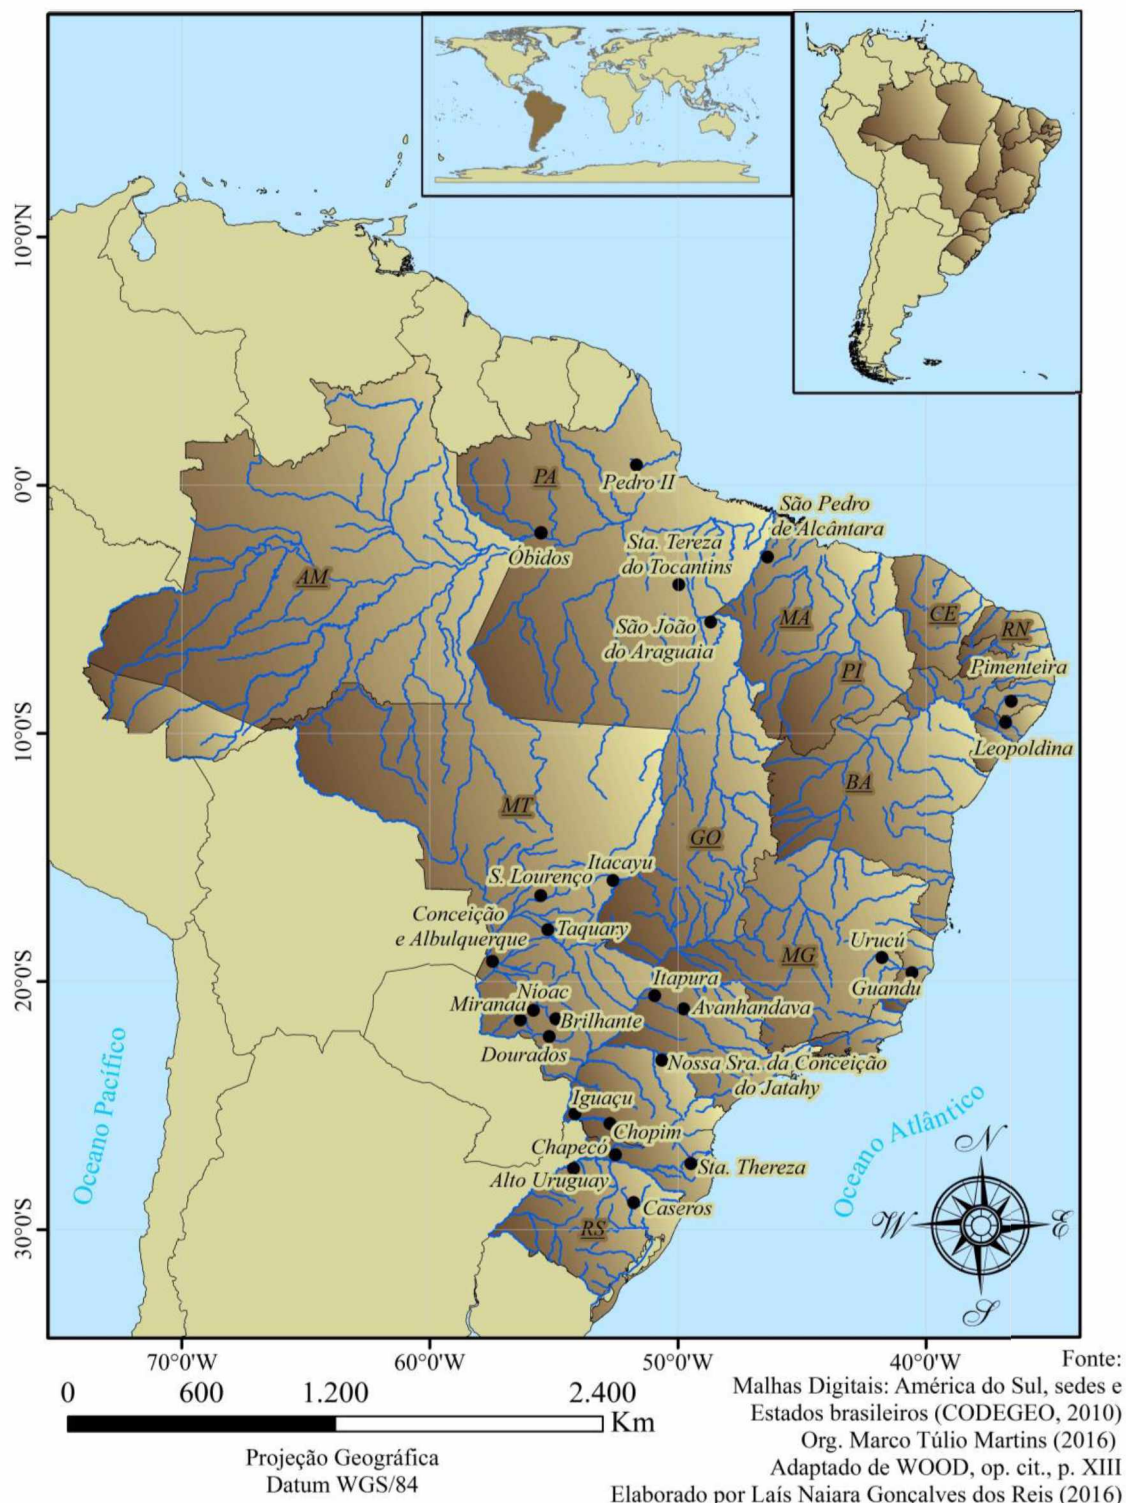 10°0'N
0°0'
10°0'S
20°0'S
30°0'S
PA
Pedro II
Óbidos
São Pedro
de Alcântara
Sta. Tereza
do Tocantins
AM
São João
do Araguaia
MA
CE
RN
Pimenteira
PI
Leopoldina
BA
MT
GO
Itacayu
S. Lourenço
Conceição
e Albulquerque
Taquary
MG
Urucú
Guandu
Itapura
Avanhandava
Nioac
Miranda
Brilhante
Dourados
Nossa Sra. da Conceição
do Jatahy
Iguaçu
Chopim
Chapecó
Alto Uruguay
Sta. Thereza
Caseros
RS
Oceano Pacífico
Oceano Atlântico
N
W
E
S
70°0'W
60°0'W
50°0'W
40°0'W
0
600
1.200
2.400
Km
Projeção Geográfica
Datum WGS/84
Fonte:
Malhas Digitais: América do Sul, sedes e
Estados brasileiros (CODEGEO, 2010)
Org. Marco Túlio Martins (2016)
Adaptado de WOOD, op. cit., p. XIII
Elaborado por Laís Naiara Gonçalves dos Reis (2016)